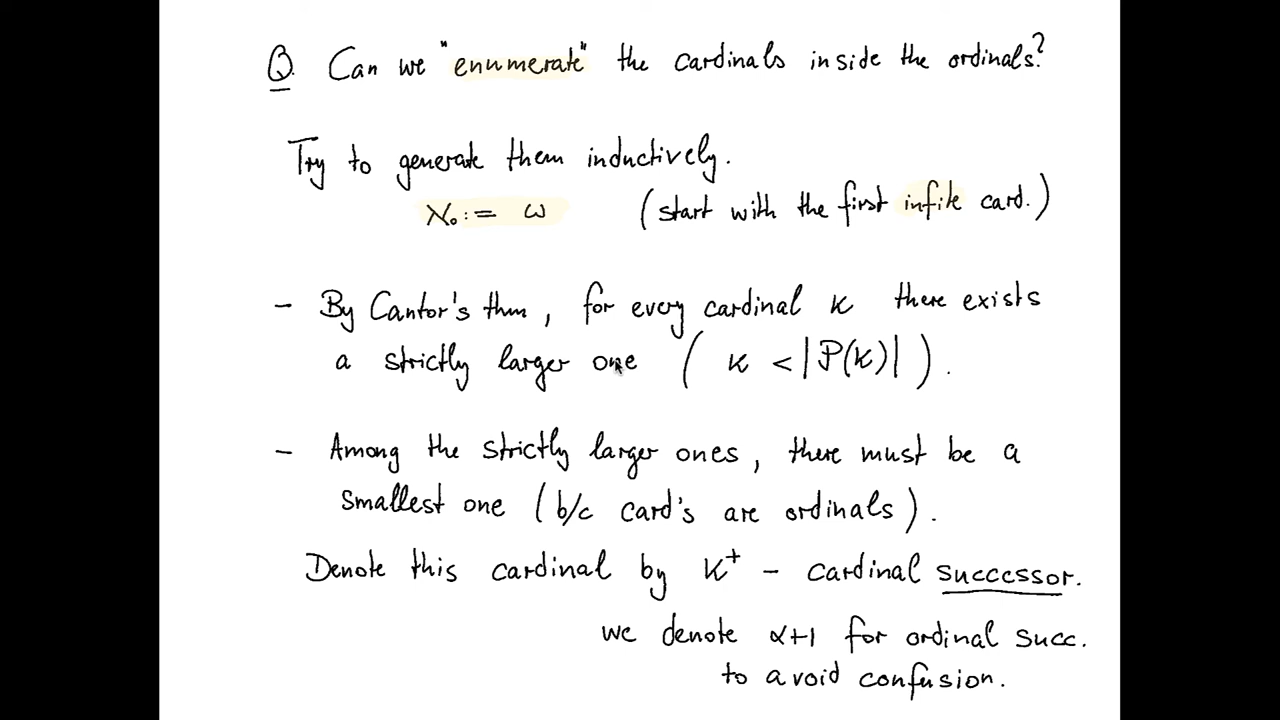 Q. Can we "enumerate" the cardinals inside the ordinals?
Try to generate them inductively.
ℵ₀ := ω (start with the first infite card.)
- By Cantor's thm, for every cardinal κ there exists
a strictly larger one ( κ < |P(κ)| ).
- Among the strictly larger ones, there must be a
smallest one (b/c card's are ordinals).
Denote this cardinal by κ⁺ - cardinal successor.
we denote α+1 for ordinal succ.
to avoid confusion.